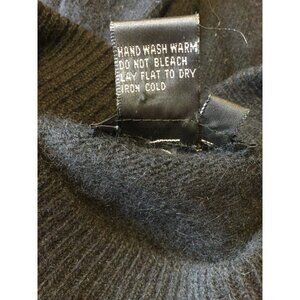 HAND WASH WARM
DO NOT BLEACH
LAY FLAT TO DRY
IRON COLD